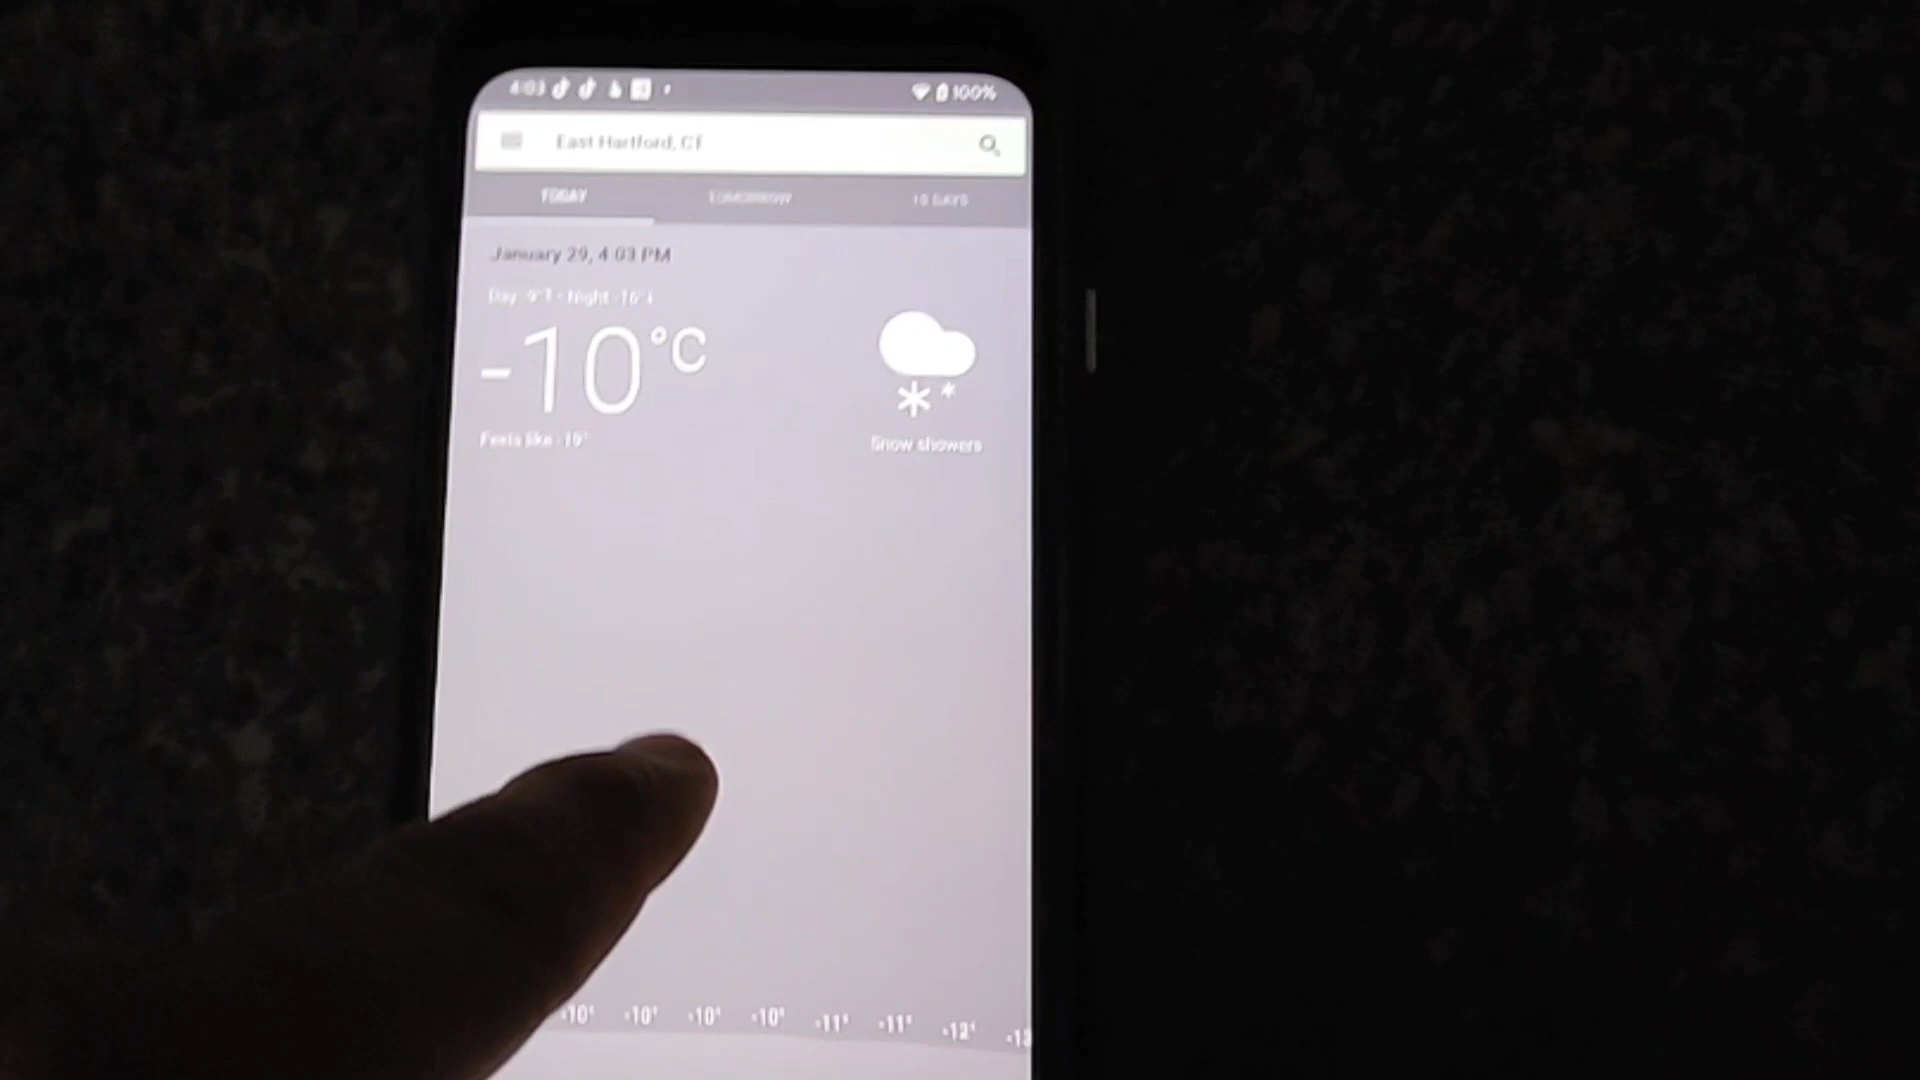 4:03 100%
East Hartford, CT
TODAY TOMORROW 10 DAYS
January 29, 4:03 PM
Day -9°↑ · Night -16°↓
-10°C
Feels like -19°
Snow showers
-10° -10° -10° -10° -11° -11° -12° -13